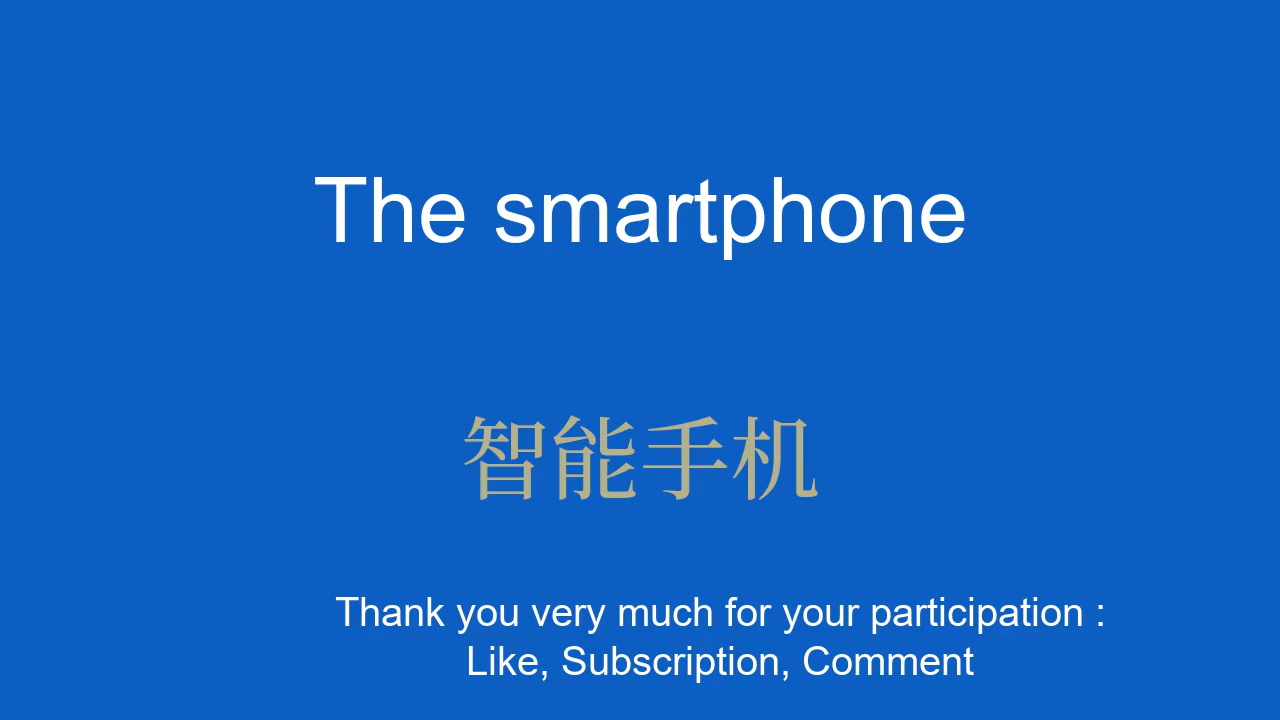 The smartphone
智能手机
Thank you very much for your participation :
Like, Subscription, Comment